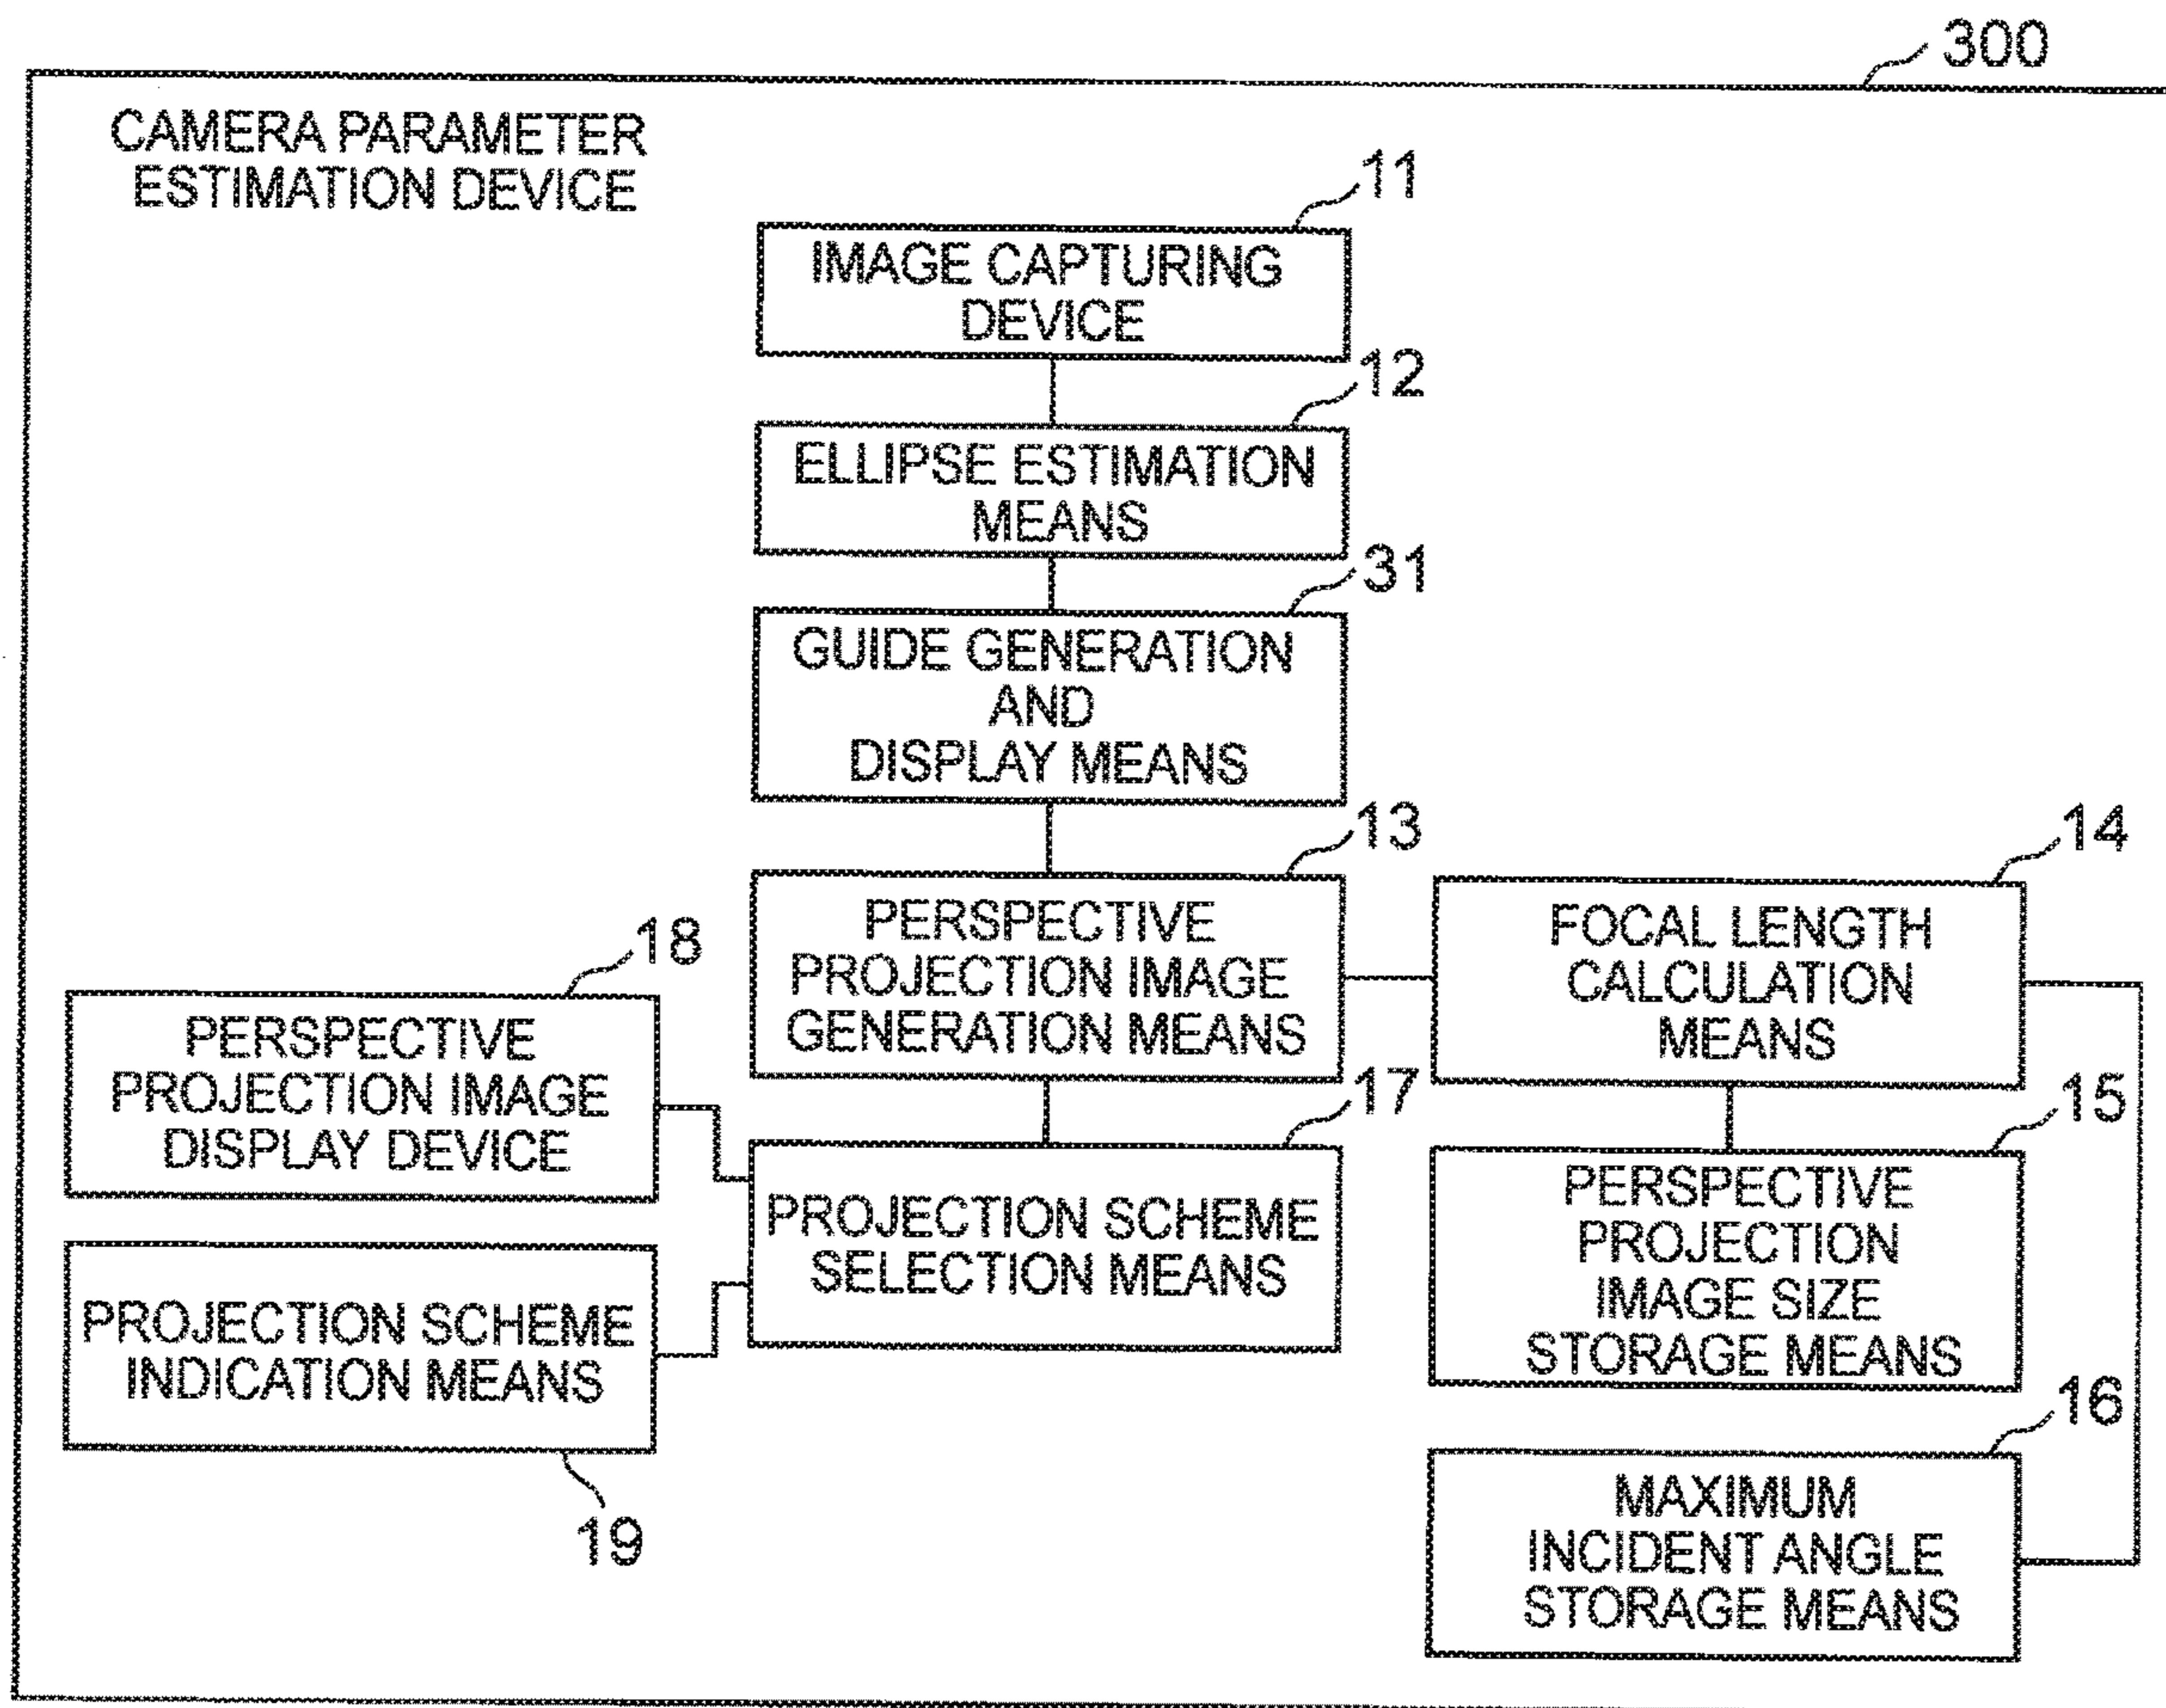 300
CAMERA PARAMETER
ESTIMATION DEVICE
11
IMAGE CAPTURING
DEVICE
12
ELLIPSE ESTIMATION
MEANS
31
GUIDE GENERATION
AND
DISPLAY MEANS
13
PERSPECTIVE
PROJECTION IMAGE
GENERATION MEANS
14
FOCAL LENGTH
CALCULATION
MEANS
18
PERSPECTIVE
PROJECTION IMAGE
DISPLAY DEVICE
17
PROJECTION SCHEME
SELECTION MEANS
15
PERSPECTIVE
PROJECTION
IMAGE SIZE
STORAGE MEANS
PROJECTION SCHEME
INDICATION MEANS
19
16
MAXIMUM
INCIDENT ANGLE
STORAGE MEANS